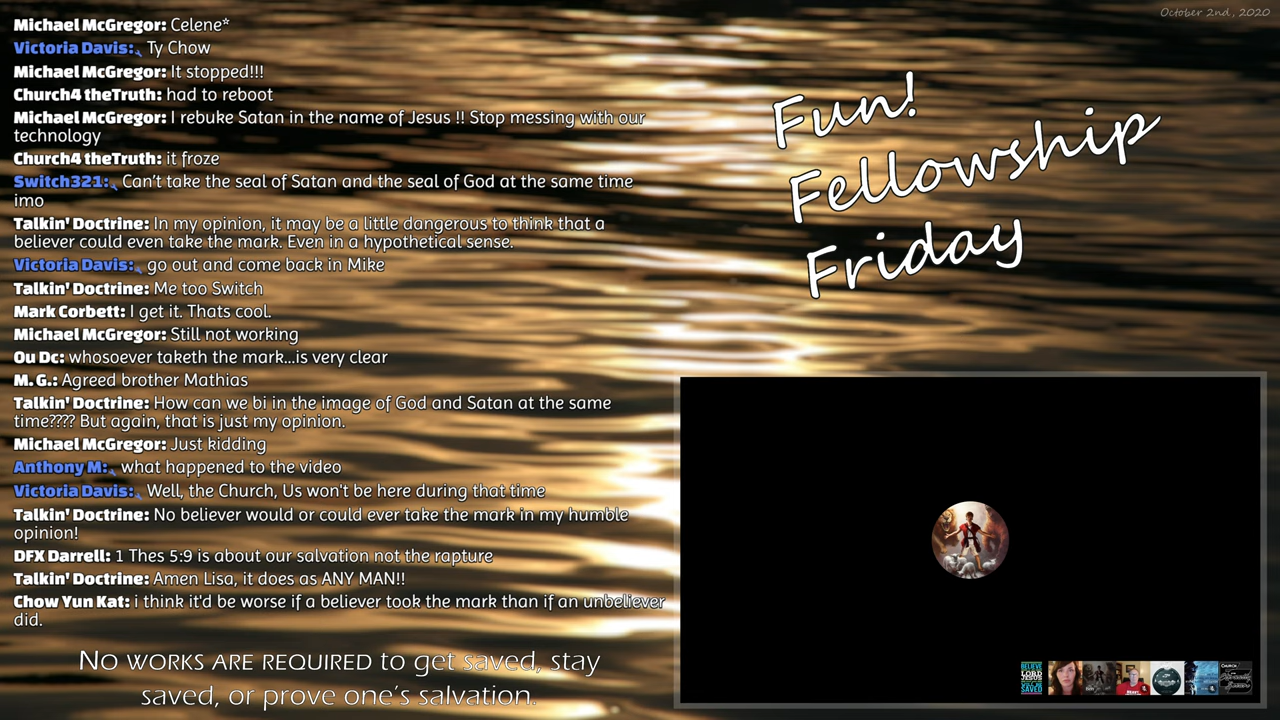 October 2nd, 2020
Michael McGregor: Celene*
Victoria Davis: Ty Chow
Michael McGregor: It stopped!!!
Church4 theTruth: had to reboot
Michael McGregor: I rebuke Satan in the name of Jesus !! Stop messing with our
technology
Church4 theTruth: it froze
Switch321: Can't take the seal of Satan and the seal of God at the same time
imo
Talkin' Doctrine: In my opinion, it may be a little dangerous to think that a
believer could even take the mark. Even in a hypothetical sense.
Victoria Davis: go out and come back in Mike
Talkin' Doctrine: Me too Switch
Mark Corbett: I get it. Thats cool.
Michael McGregor: Still not working
Ou Dc: whosoever taketh the mark...is very clear
M. G.: Agreed brother Mathias
Talkin' Doctrine: How can we bi in the image of God and Satan at the same
time???? But again, that is just my opinion.
Michael McGregor: Just kidding
Anthony M: what happened to the video
Victoria Davis: Well, the Church, Us won't be here during that time
Talkin' Doctrine: No believer would or could ever take the mark in my humble
opinion!
DFX Darrell: 1 Thes 5:9 is about our salvation not the rapture
Talkin' Doctrine: Amen Lisa, it does as ANY MAN!!
Chow Yun Kat: i think it'd be worse if a believer took the mark than if an unbeliever
did.
No works are required to get saved, stay
saved, or prove one's salvation.
Fun!
Fellowship
Friday
BELIEVE
LORD
JESUS
SAVED
CHURCH